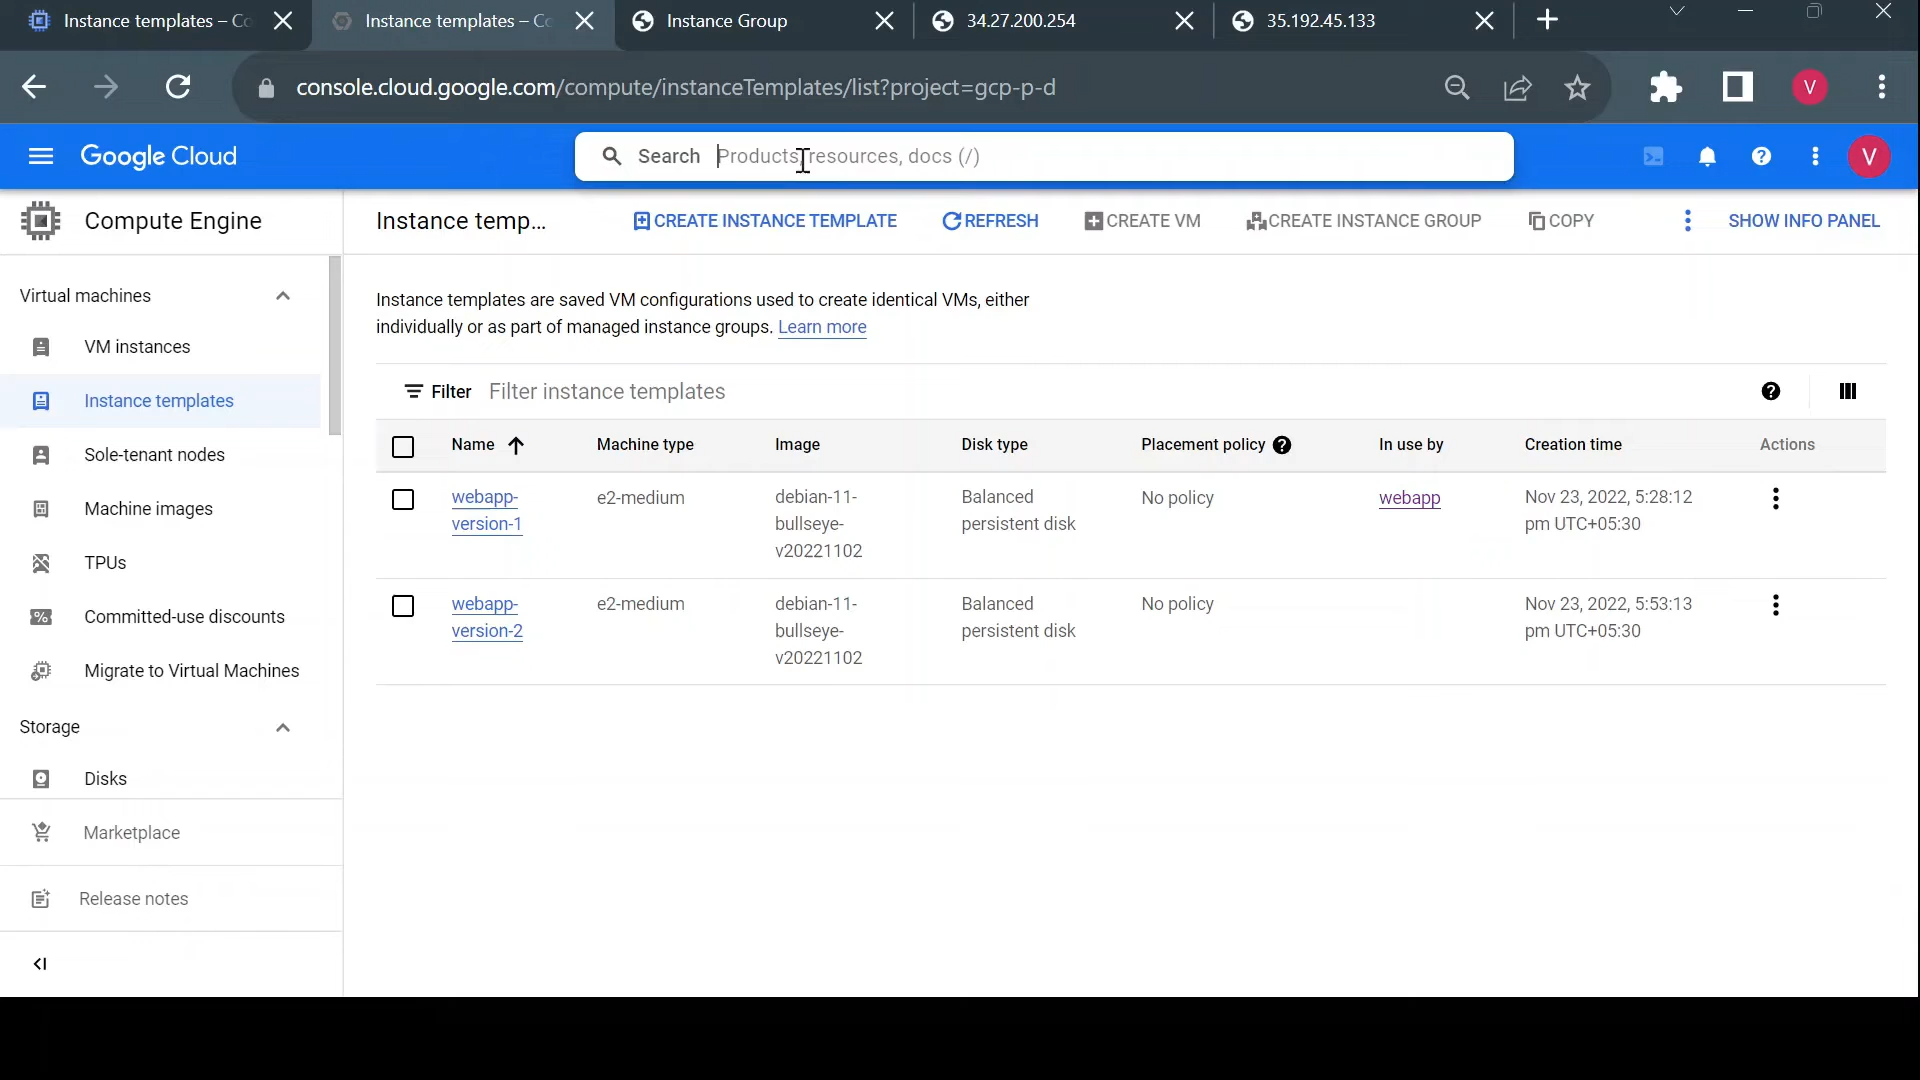 Instance templates – Co
Instance templates – Co
Instance Group
34.27.200.254
35.192.45.133
console.cloud.google.com/compute/instanceTemplates/list?project=gcp-p-d
V
Google Cloud
Search Products, resources, docs (/)
V
Compute Engine
Instance temp...
CREATE INSTANCE TEMPLATE
REFRESH
CREATE VM
CREATE INSTANCE GROUP
COPY
SHOW INFO PANEL
Virtual machines
VM instances
Instance templates
Sole-tenant nodes
Machine images
TPUs
Committed-use discounts
Migrate to Virtual Machines
Storage
Disks
Marketplace
Release notes
Instance templates are saved VM configurations used to create identical VMs, either
individually or as part of managed instance groups. Learn more
Filter Filter instance templates
Name Machine type Image Disk type Placement policy In use by Creation time Actions
webapp- e2-medium debian-11- Balanced No policy webapp Nov 23, 2022, 5:28:12
version-1 bullseye- persistent disk pm UTC+05:30
v20221102
webapp- e2-medium debian-11- Balanced No policy Nov 23, 2022, 5:53:13
version-2 bullseye- persistent disk pm UTC+05:30
v20221102